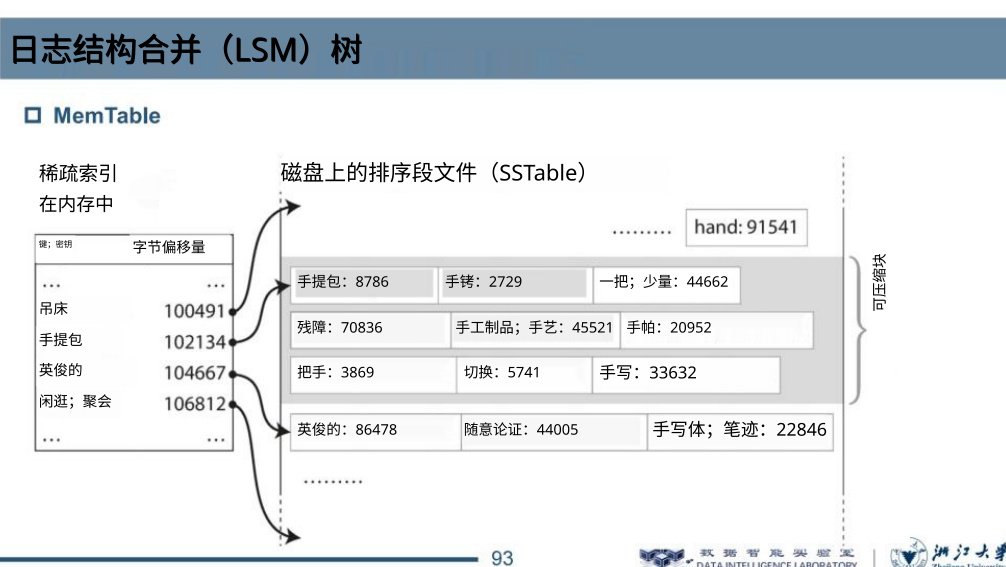 日志结构合并（LSM）树
MemTable
稀疏索引
在内存中
磁盘上的排序段文件（SSTable）
......... hand: 91541
键；密钥 字节偏移量
... ...
吊床 100491
手提包 102134
英俊的 104667
闲逛；聚会 106812
... ...
手提包：8786 手铐：2729 一把；少量：44662
残障：70836 手工制品；手艺：45521 手帕：20952
把手：3869 切换：5741 手写：33632
可压缩块
英俊的：86478 随意论证：44005 手写体；笔迹：22846
.........
93
数据智能实验室
DATA INTELLIGENCE LABORATORY
浙江大学
Zhejiang University